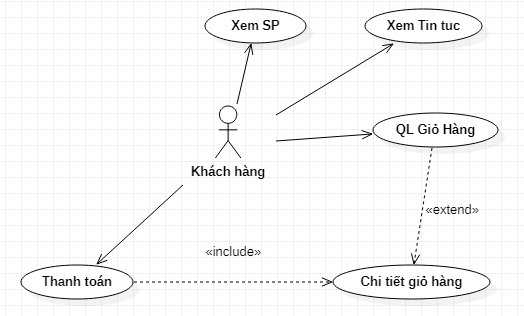 Xem SP
Xem Tin tuc
QL Giỏ Hàng
Khách hàng
«extend»
«include»
Thanh toán
Chi tiết giỏ hàng